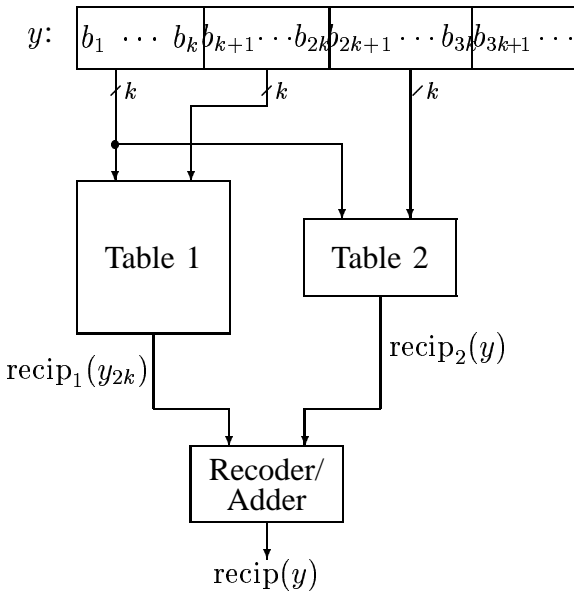 y: b₁ ⋯ bₖ bₖ₊₁ ⋯ b₂ₖ b₂ₖ₊₁ ⋯ b₃ₖ b₃ₖ₊₁ ⋯
k k k
Table 1 Table 2
recip₁(y₂ₖ) recip₂(y)
Recoder/
Adder
recip(y)